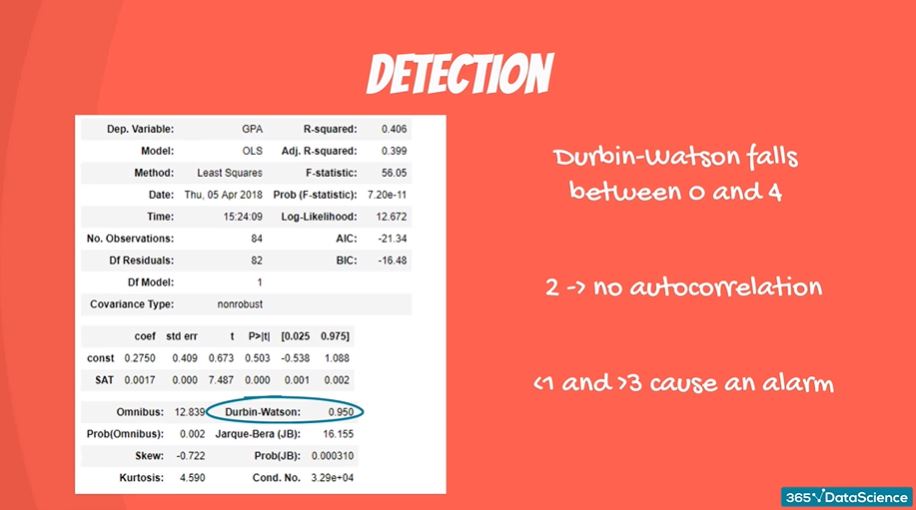 DETECTION
Dep. Variable: GPA R-squared: 0.406
Model: OLS Adj. R-squared: 0.399
Method: Least Squares F-statistic: 56.05
Date: Thu, 05 Apr 2018 Prob (F-statistic): 7.20e-11
Time: 15:24:09 Log-Likelihood: 12.672
No. Observations: 84 AIC: -21.34
Df Residuals: 82 BIC: -16.48
Df Model: 1
Covariance Type: nonrobust
coef std err t P>|t| [0.025 0.975]
const 0.2750 0.409 0.673 0.503 -0.538 1.088
SAT 0.0017 0.000 7.487 0.000 0.001 0.002
Omnibus: 12.839 Durbin-Watson: 0.950
Prob(Omnibus): 0.002 Jarque-Bera (JB): 16.155
Skew: -0.722 Prob(JB): 0.000310
Kurtosis: 4.590 Cond. No. 3.29e+04
Durbin-Watson falls
between 0 and 4
2 -> no autocorrelation
<1 and >3 cause an alarm
365√DataScience